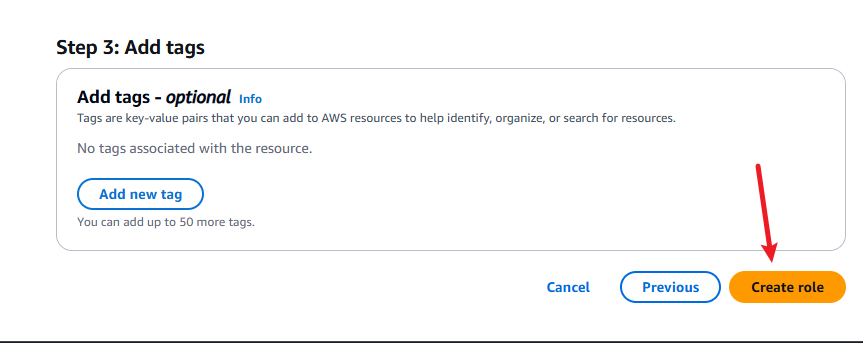 Step 3: Add tags
Add tags - optional Info
Tags are key-value pairs that you can add to AWS resources to help identify, organize, or search for resources.
No tags associated with the resource.
Add new tag
You can add up to 50 more tags.
Cancel Previous Create role